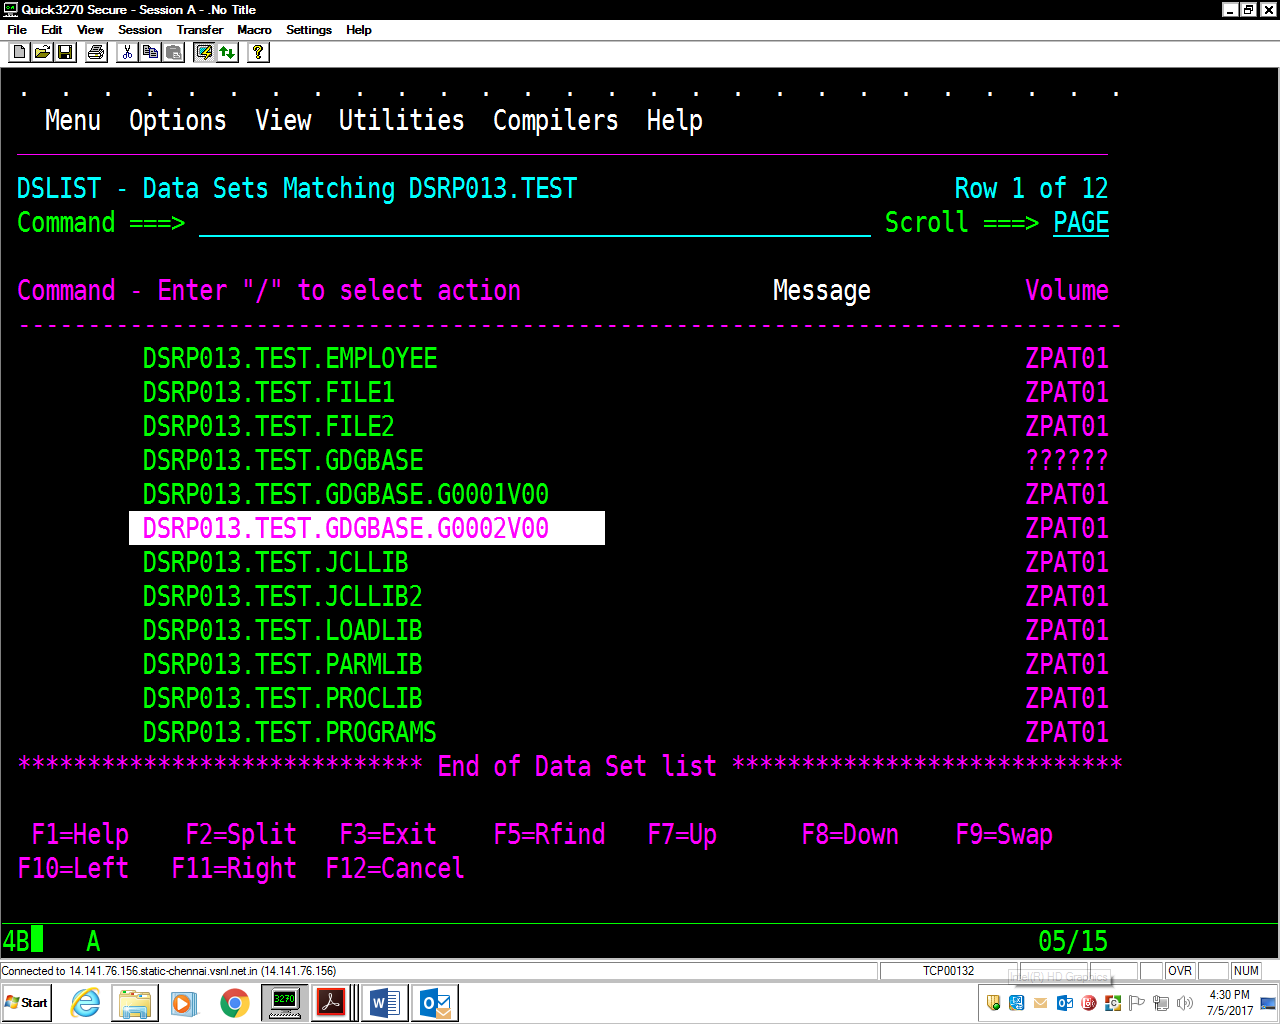 Quick3270 Secure - Session A - .No Title
File Edit View Session Transfer Macro Settings Help
. . . . . . . . . . . . . . . . . . . . . . . . . . .
Menu Options View Utilities Compilers Help
DSLIST - Data Sets Matching DSRP013.TEST Row 1 of 12
Command ===> Scroll ===> PAGE
Command - Enter "/" to select action Message Volume
-------------------------------------------------------------------------------
DSRP013.TEST.EMPLOYEE ZPAT01
DSRP013.TEST.FILE1 ZPAT01
DSRP013.TEST.FILE2 ZPAT01
DSRP013.TEST.GDGBASE ??????
DSRP013.TEST.GDGBASE.G0001V00 ZPAT01
DSRP013.TEST.GDGBASE.G0002V00 ZPAT01
DSRP013.TEST.JCLLIB ZPAT01
DSRP013.TEST.JCLLIB2 ZPAT01
DSRP013.TEST.LOADLIB ZPAT01
DSRP013.TEST.PARMLIB ZPAT01
DSRP013.TEST.PROCLIB ZPAT01
DSRP013.TEST.PROGRAMS ZPAT01
***************************** End of Data Set list ****************************
F1=Help F2=Split F3=Exit F5=Rfind F7=Up F8=Down F9=Swap
F10=Left F11=Right F12=Cancel
4B A 05/15
Connected to 14.141.76.156.static-chennai.vsnl.net.in (14.141.76.156) TCP00132 Intel(R) HD Graphics OVR NUM
Start 3270 4:30 PM
7/5/2017